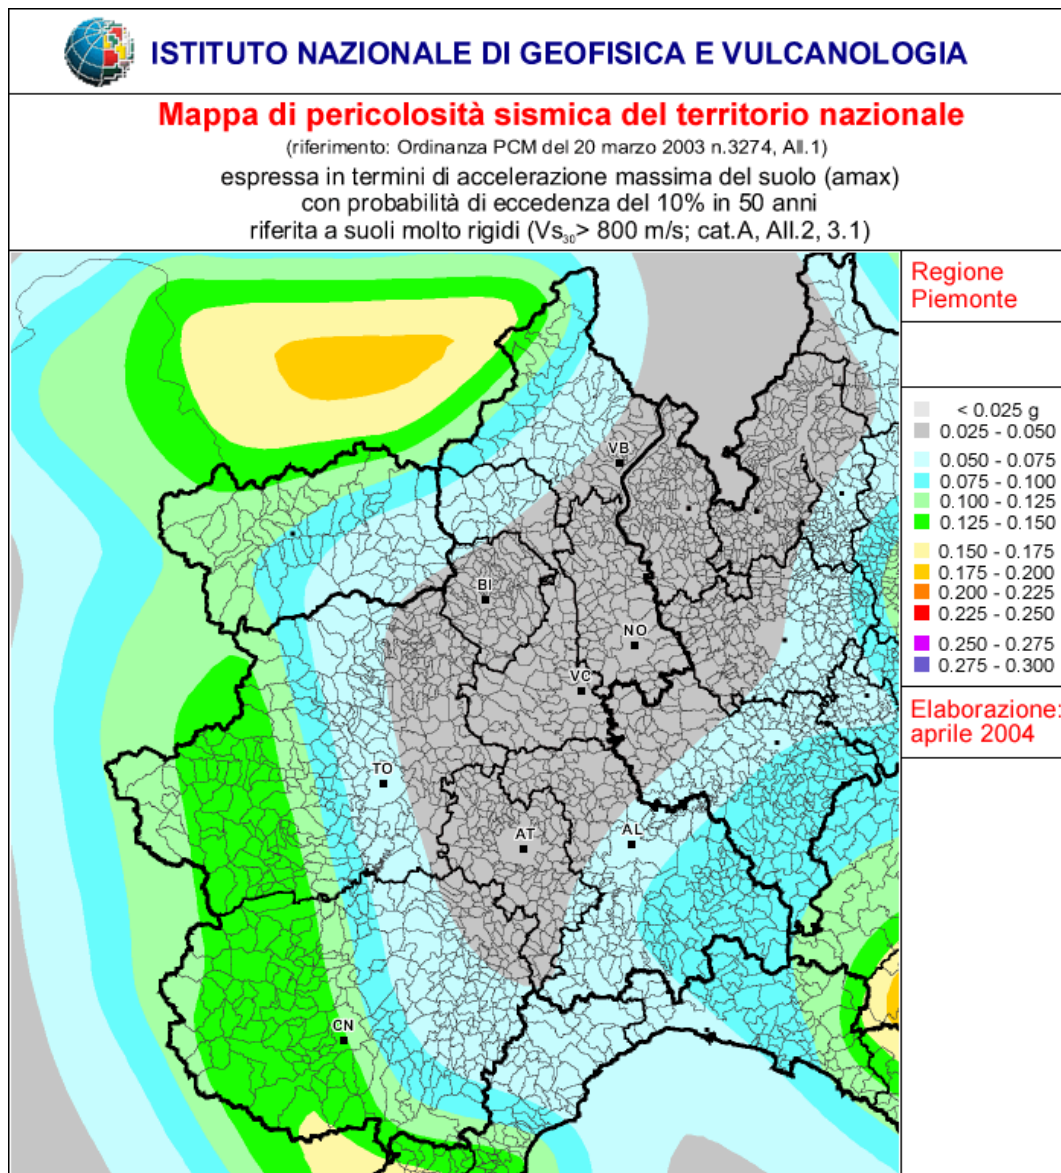 ISTITUTO NAZIONALE DI GEOFISICA E VULCANOLOGIA
Mappa di pericolosità sismica del territorio nazionale
(riferimento: Ordinanza PCM del 20 marzo 2003 n.3274, All.1)
espressa in termini di accelerazione massima del suolo (amax)
con probabilità di eccedenza del 10% in 50 anni
riferita a suoli molto rigidi (Vs₃₀> 800 m/s; cat.A, All.2, 3.1)
Regione
Piemonte
< 0.025 g
0.025 - 0.050
0.050 - 0.075
0.075 - 0.100
0.100 - 0.125
0.125 - 0.150
0.150 - 0.175
0.175 - 0.200
0.200 - 0.225
0.225 - 0.250
0.250 - 0.275
0.275 - 0.300
Elaborazione:
aprile 2004
VB
BI
NO
VC
TO
AT
AL
CN